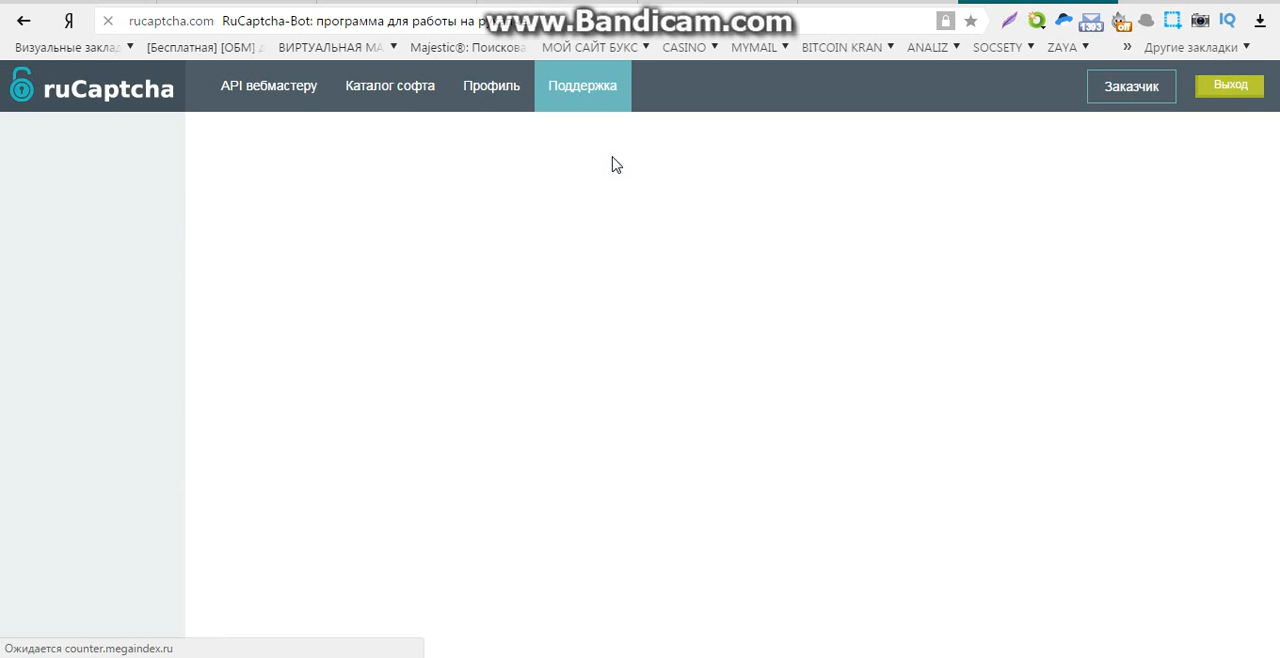 www.Bandicam.com
rucaptcha.com RuCaptcha-Bot: программа для работы на
Визуальные заклад [Бесплатная] [ОБМ] ВИРТУАЛЬНАЯ МА Majestic®: Поискова МОЙ САЙТ БУКС CASINO MYMAIL BITCOIN KRAN ANALIZ SOCSETY ZAYA » Другие закладки
ruCaptcha API вебмастеру Каталог софта Профиль Поддержка Заказчик Выход
Ожидается counter.megaindex.ru